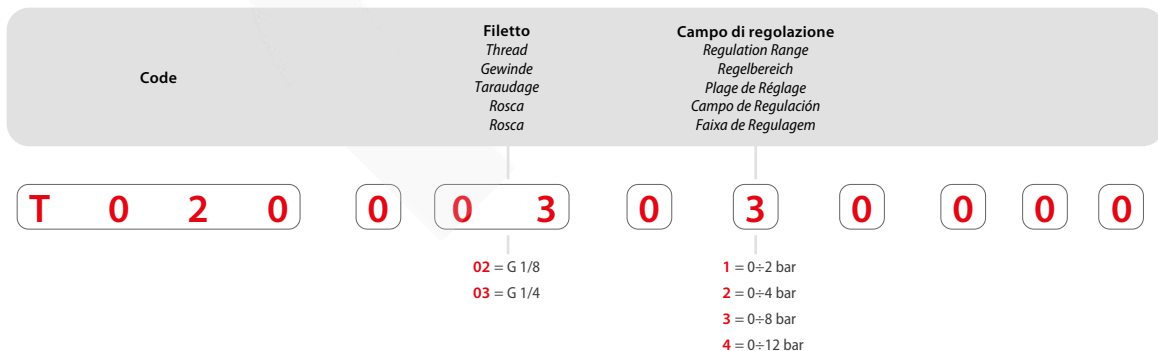 Code
Filetto
Thread
Gewinde
Taraudage
Rosca
Rosca
Campo di regolazione
Regulation Range
Regelbereich
Plage de Réglage
Campo de Regulación
Faixa de Regulagem
T 0 2 0 0 0 3 0 3 0 0 0 0
02 = G 1/8
03 = G 1/4
1 = 0÷2 bar
2 = 0÷4 bar
3 = 0÷8 bar
4 = 0÷12 bar